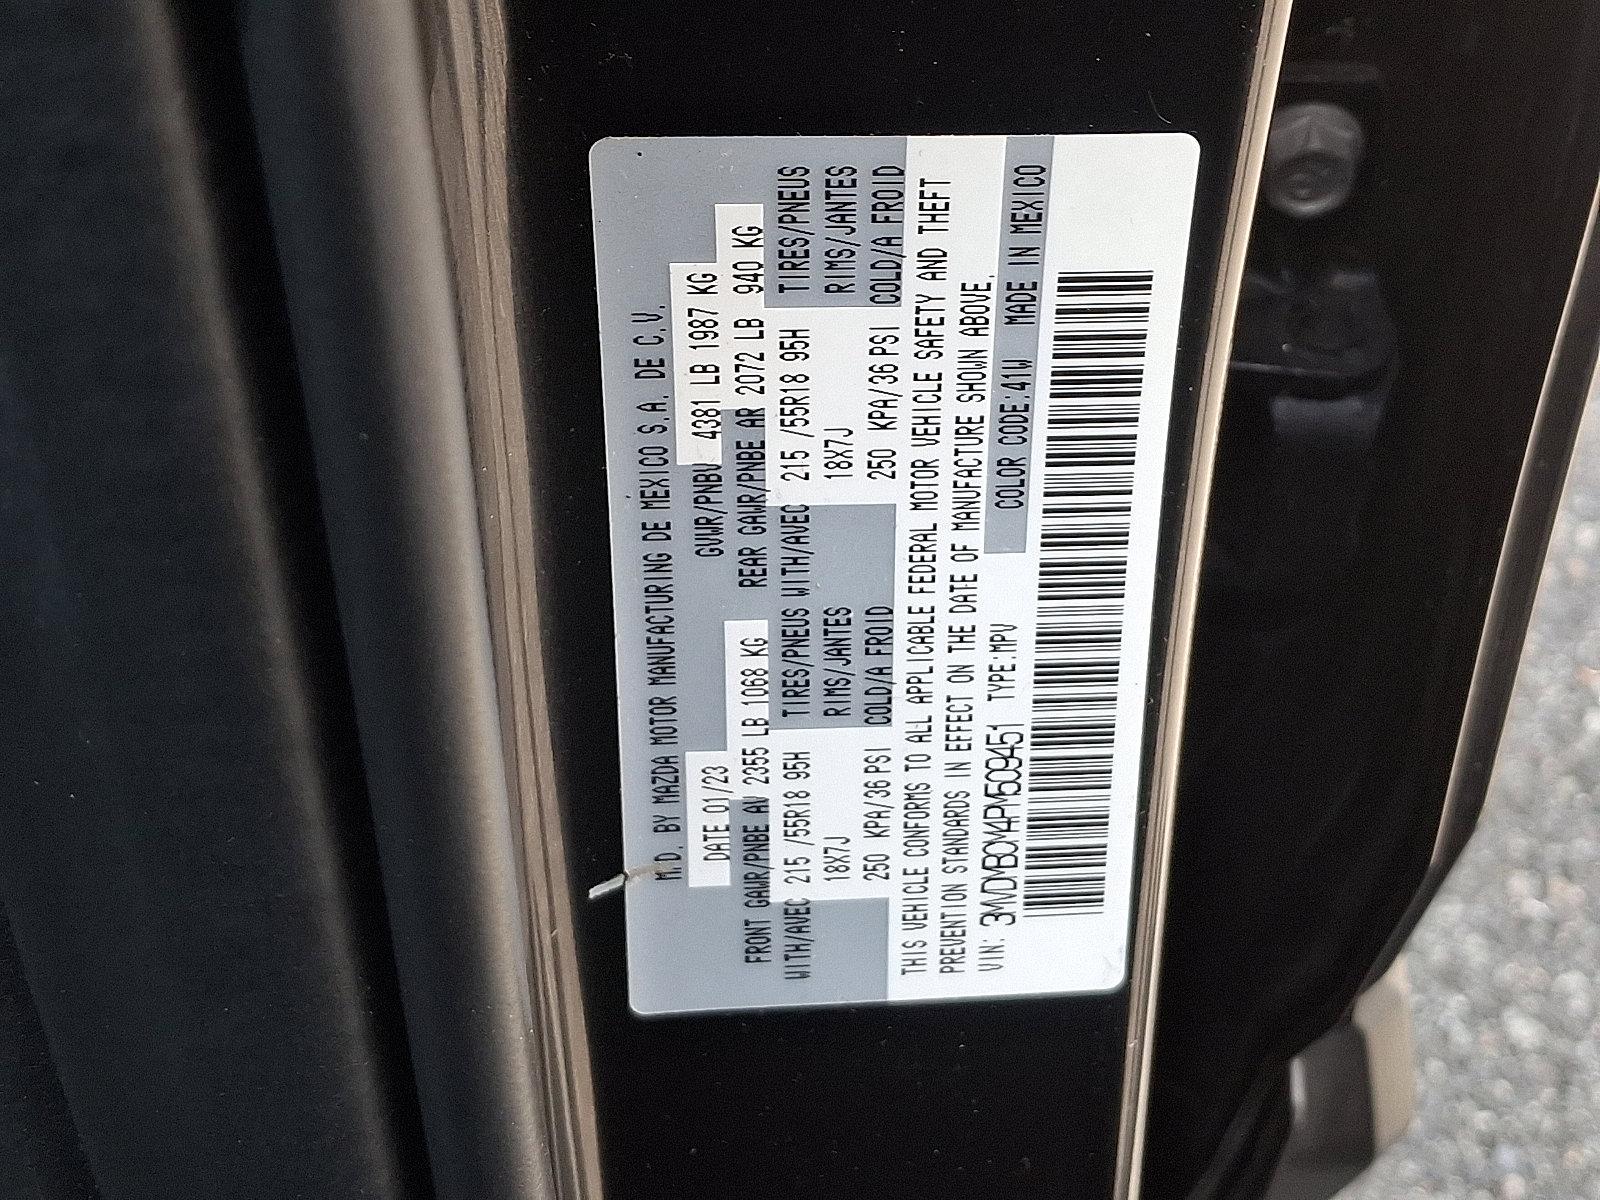 MFD. BY MAZDA MOTOR MANUFACTURING DE MEXICO S.A. DE C.V.
DATE 01/23 GVWR/PNBV 4381 LB 1987 KG
FRONT GAWR/PNBE AV 2355 LB 1068 KG REAR GAWR/PNBE AR 2072 LB 940 KG
WITH/AVEC 215 /55R18 95H TIRES/PNEUS WITH/AVEC 215 /55R18 95H TIRES/PNEUS
18X7J RIMS/JANTES 18X7J RIMS/JANTES
250 KPA/36 PSI COLD/A FROID 250 KPA/36 PSI COLD/A FROID
THIS VEHICLE CONFORMS TO ALL APPLICABLE FEDERAL MOTOR VEHICLE SAFETY AND THEFT
PREVENTION STANDARDS IN EFFECT ON THE DATE OF MANUFACTURE SHOWN ABOVE.
VIN: 3MVDMBCM4PM509451 TYPE:MPV COLOR CODE:41W MADE IN MEXICO